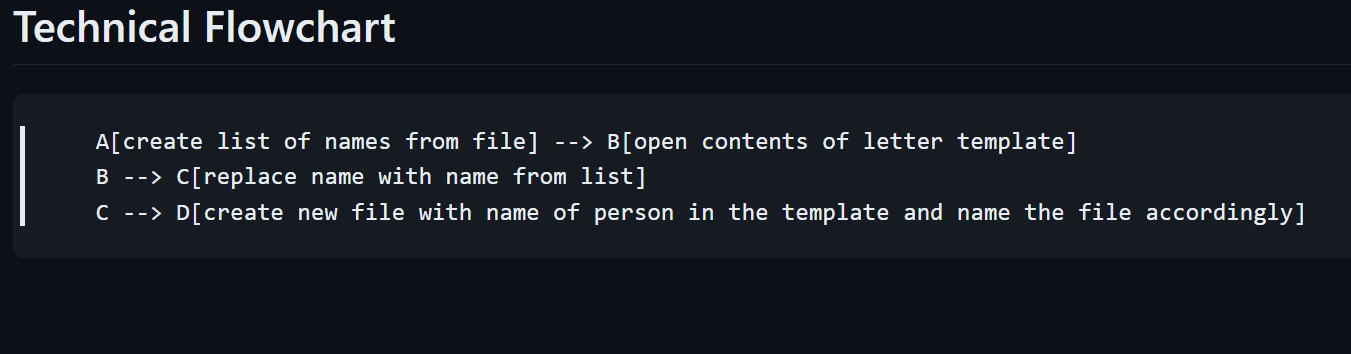 Technical Flowchart
A[create list of names from file] --> B[open contents of letter template]
B --> C[replace name with name from list]
C --> D[create new file with name of person in the template and name the file accordingly]